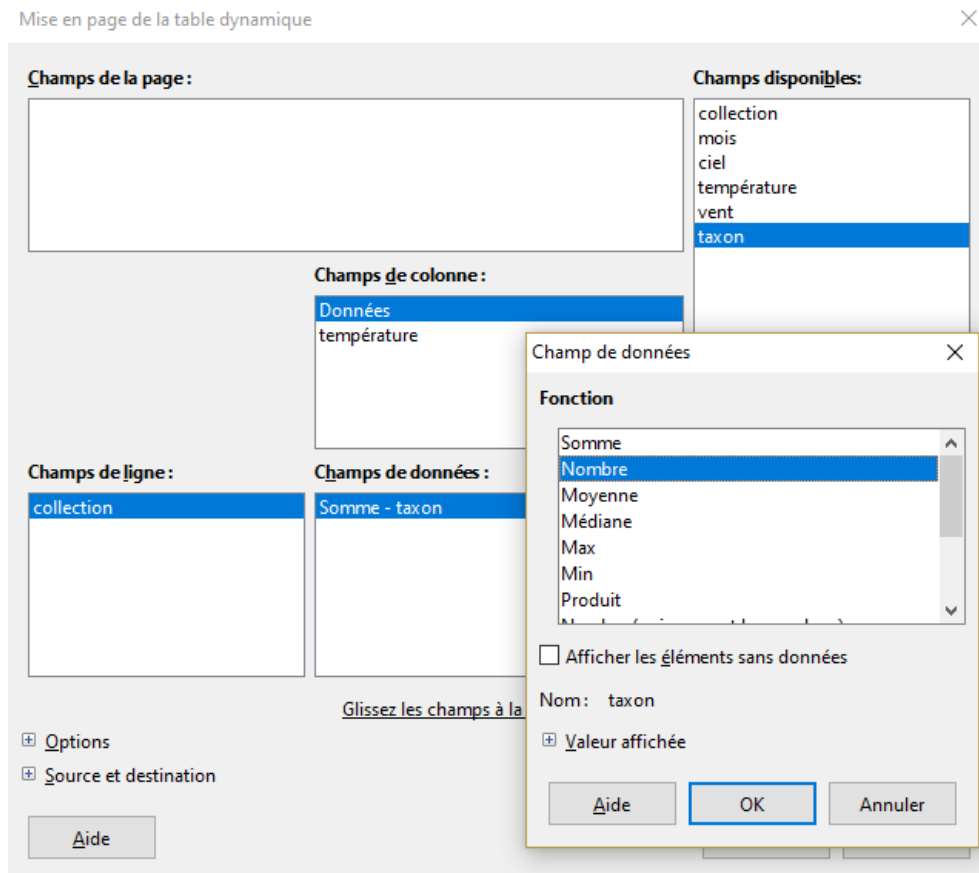 Mise en page de la table dynamique
Champs de la page :
Champs disponibles:
collection
mois
ciel
température
vent
taxon
Champs de colonne :
Données
température
Champs de ligne :
collection
Champs de données :
Somme - taxon
Glissez les champs à la
Options
Source et destination
Aide
Champ de données
Fonction
Somme
Nombre
Moyenne
Médiane
Max
Min
Produit
Afficher les éléments sans données
Nom : taxon
Valeur affichée
Aide
OK
Annuler